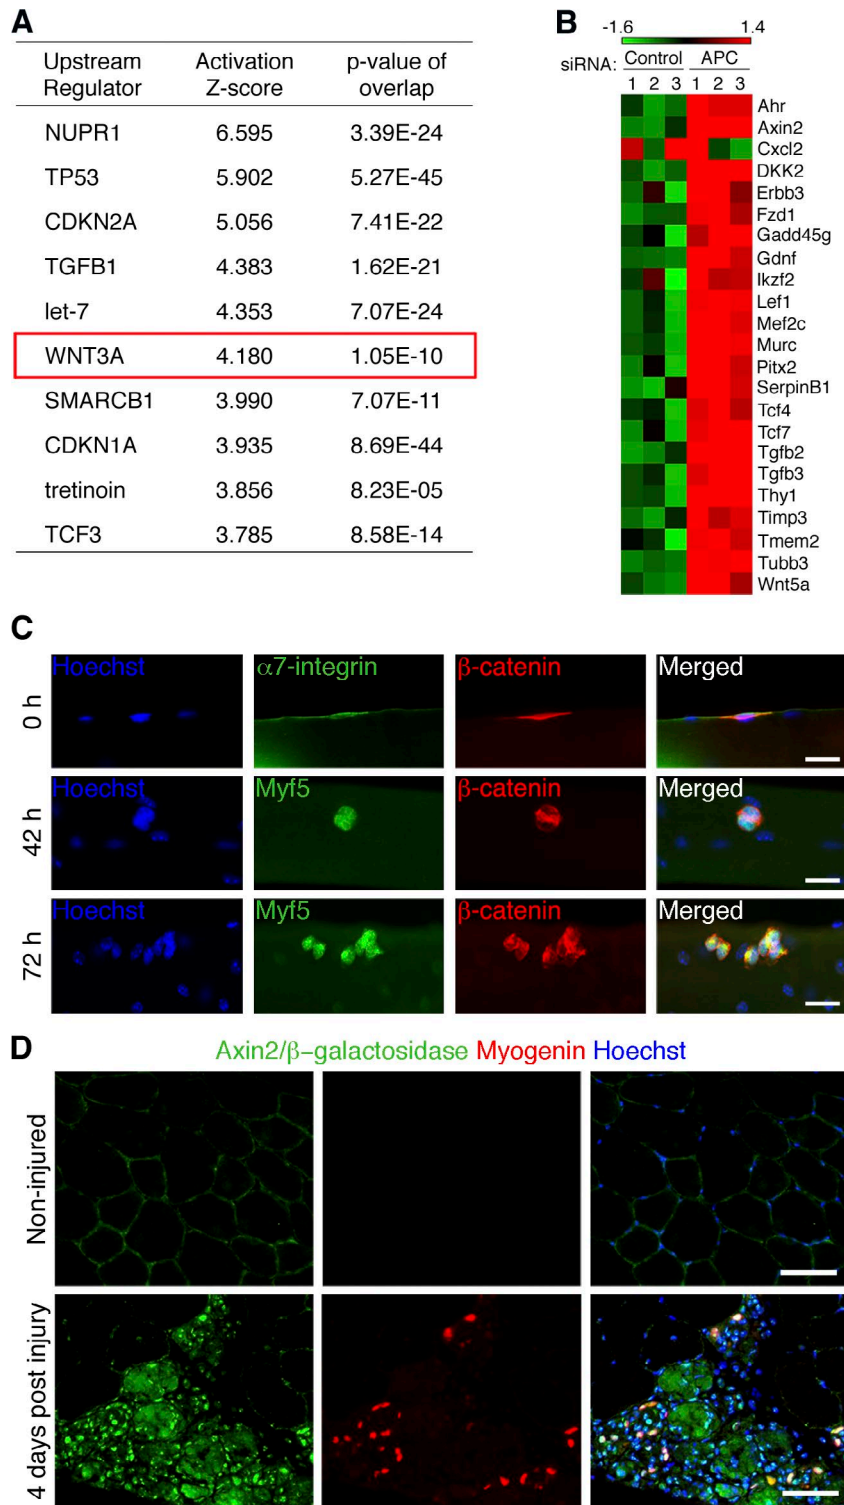 A
Upstream Regulator Activation Z-score p-value of overlap
NUPR1 6.595 3.39E-24
TP53 5.902 5.27E-45
CDKN2A 5.056 7.41E-22
TGFB1 4.383 1.62E-21
let-7 4.353 7.07E-24
WNT3A 4.180 1.05E-10
SMARCB1 3.990 7.07E-11
CDKN1A 3.935 8.69E-44
tretinoin 3.856 8.23E-05
TCF3 3.785 8.58E-14
B
-1.6 1.4
siRNA: Control APC
1 2 3 1 2 3
Ahr
Axin2
Cxcl2
DKK2
Erbb3
Fzd1
Gadd45g
Gdnf
Ikzf2
Lef1
Mef2c
Murc
Pitx2
SerpinB1
Tcf4
Tcf7
Tgfb2
Tgfb3
Thy1
Timp3
Tmem2
Tubb3
Wnt5a
C
0 h
Hoechst α7-integrin β-catenin Merged
42 h
Hoechst Myf5 β-catenin Merged
72 h
Hoechst Myf5 β-catenin Merged
D
Axin2/β-galactosidase Myogenin Hoechst
Non-injured
4 days post injury